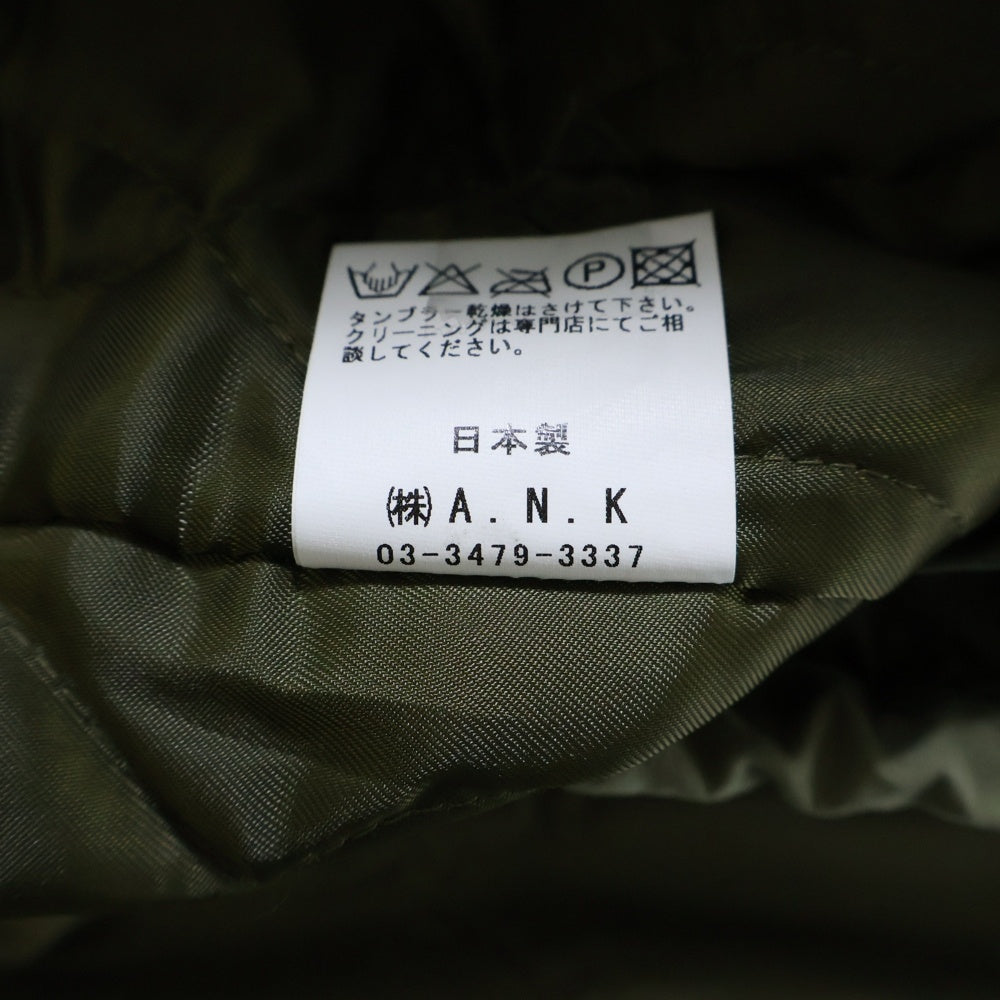 P
タンブラー乾燥はさけて下さい。
クリーニングは専門店にてご相
談してください。
日本製
㈱A.N.K
03-3479-3337